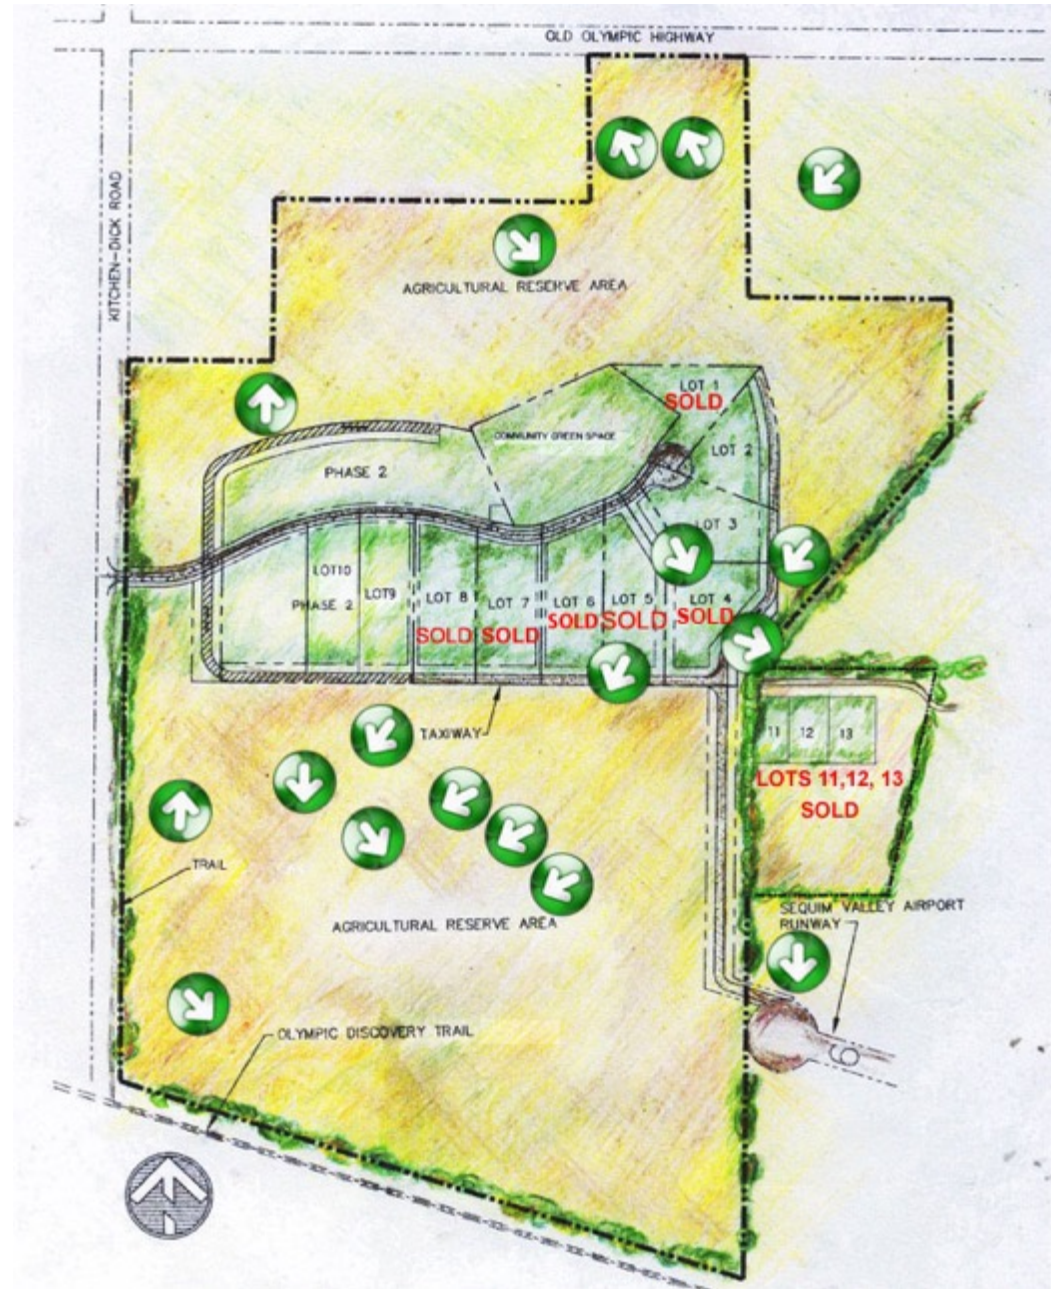 OLD OLYMPIC HIGHWAY
KITCHEN-DICK ROAD
AGRICULTURAL RESERVE AREA
LOT 1
SOLD
COMMUNITY GREEN SPACE
LOT 2
PHASE 2
LOT 3
LOT10
PHASE 2
LOT9
LOT 8
SOLD
LOT 7
SOLD
LOT 6
SOLD
LOT 5
SOLD
LOT 4
SOLD
TAXIWAY
11
12
13
LOTS 11,12, 13
SOLD
TRAIL
AGRICULTURAL RESERVE AREA
SEQUIM VALLEY AIRPORT
RUNWAY
9
OLYMPIC DISCOVERY TRAIL